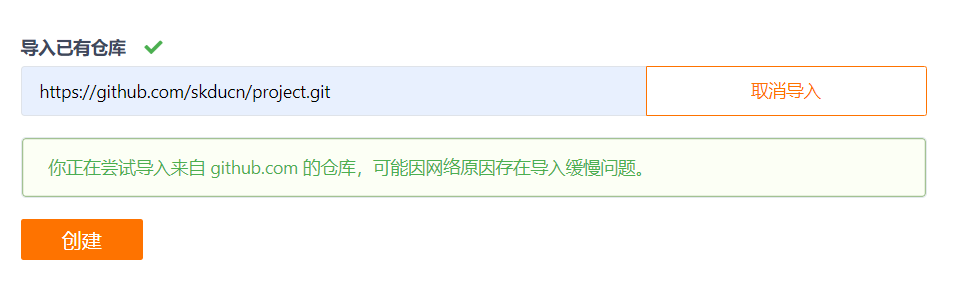 导入已有仓库
https://github.com/skducn/project.git
取消导入
你正在尝试导入来自 github.com 的仓库，可能因网络原因存在导入缓慢问题。
创建